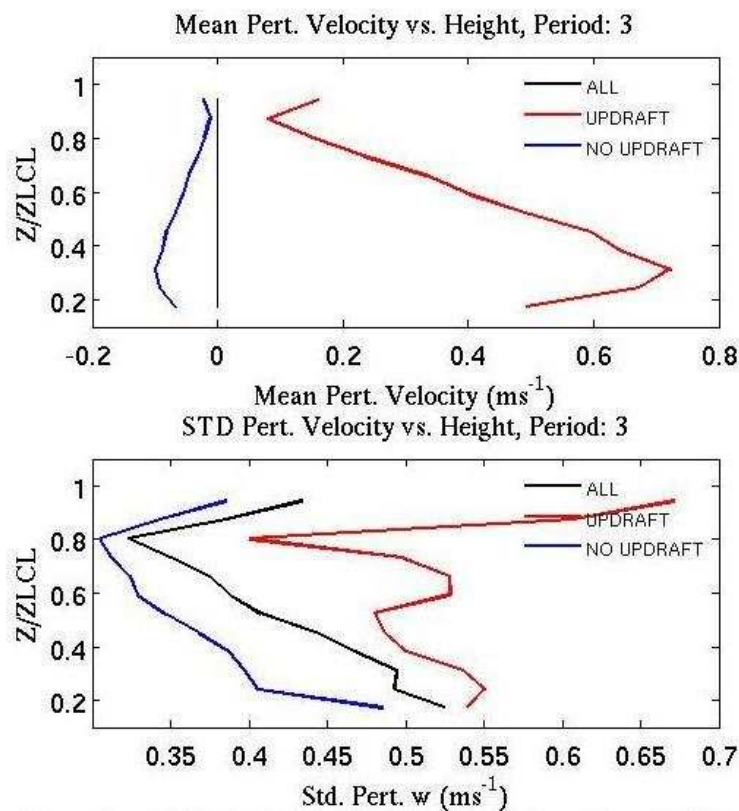 Mean Pert. Velocity vs. Height, Period: 3
1
0.8
0.6
0.4
0.2
Z/ZLCL
ALL
UPDRAFT
NO UPDRAFT
-0.2 0 0.2 0.4 0.6 0.8
Mean Pert. Velocity (ms-1)
STD Pert. Velocity vs. Height, Period: 3
1
0.8
0.6
0.4
0.2
Z/ZLCL
ALL
UPDRAFT
NO UPDRAFT
0.35 0.4 0.45 0.5 0.55 0.6 0.65 0.7
Std. Pert. w (ms-1)